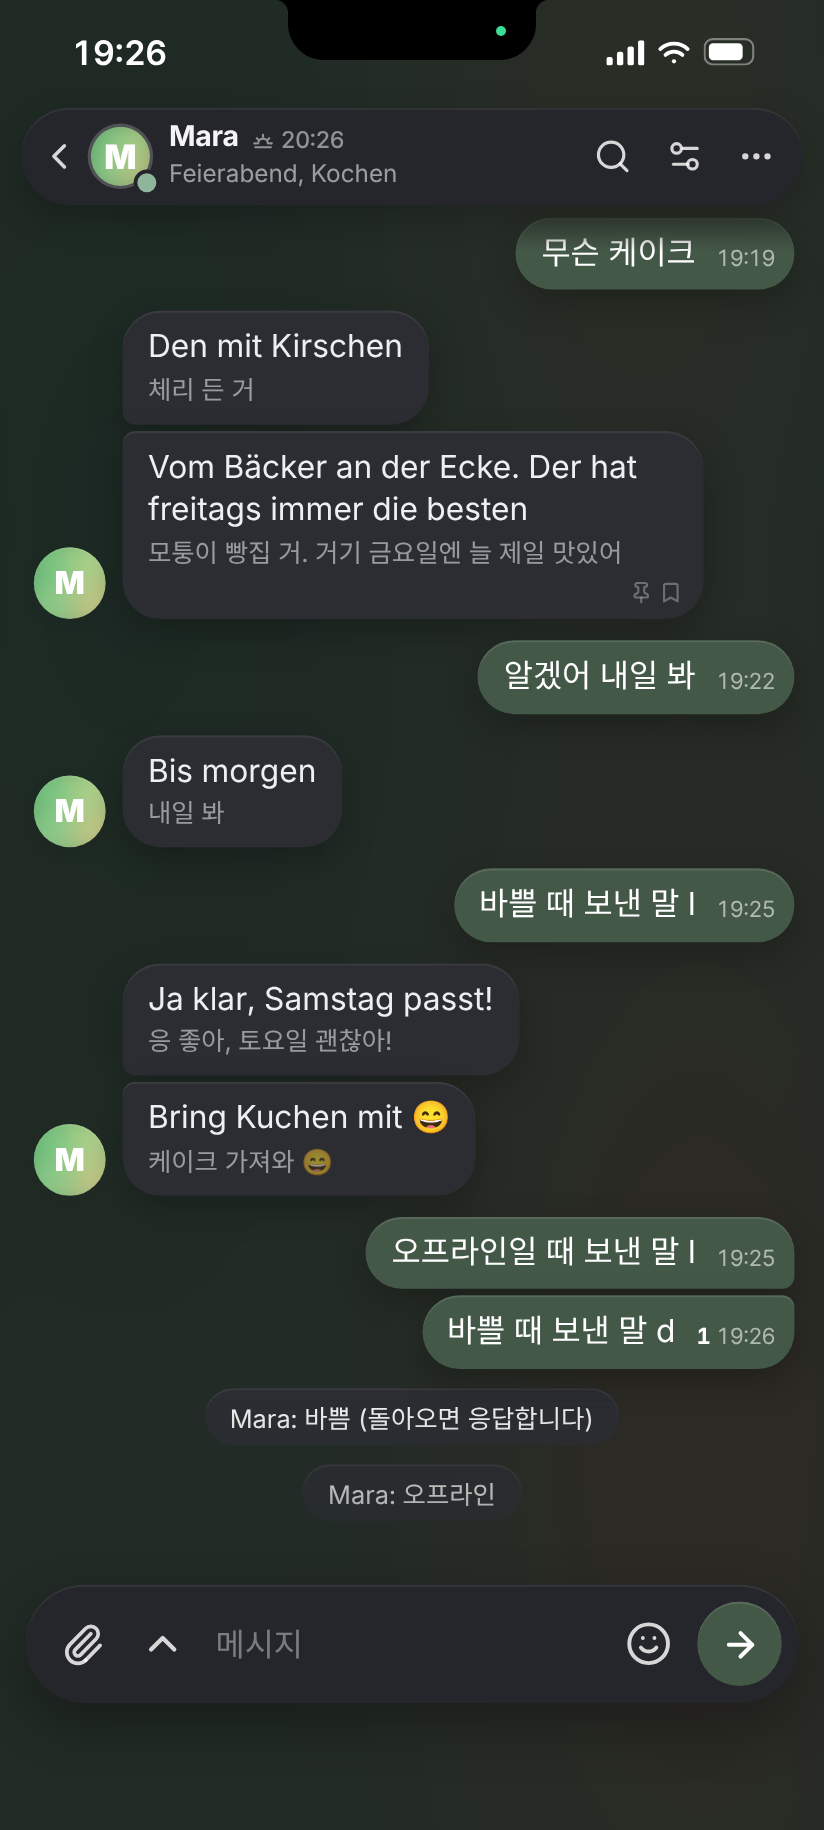 19:26
Mara 20:26
Feierabend, Kochen
무슨 케이크 19:19
Den mit Kirschen
체리 든 거
Vom Bäcker an der Ecke. Der hat
freitags immer die besten
모퉁이 빵집 거. 거기 금요일엔 늘 제일 맛있어
M
알겠어 내일 봐 19:22
Bis morgen
내일 봐
M
바쁠 때 보낸 말 l 19:25
Ja klar, Samstag passt!
응 좋아, 토요일 괜찮아!
Bring Kuchen mit 😄
케이크 가져와 😄
M
오프라인일 때 보낸 말 l 19:25
바쁠 때 보낸 말 d 1 19:26
Mara: 바쁨 (돌아오면 응답합니다)
Mara: 오프라인
메시지